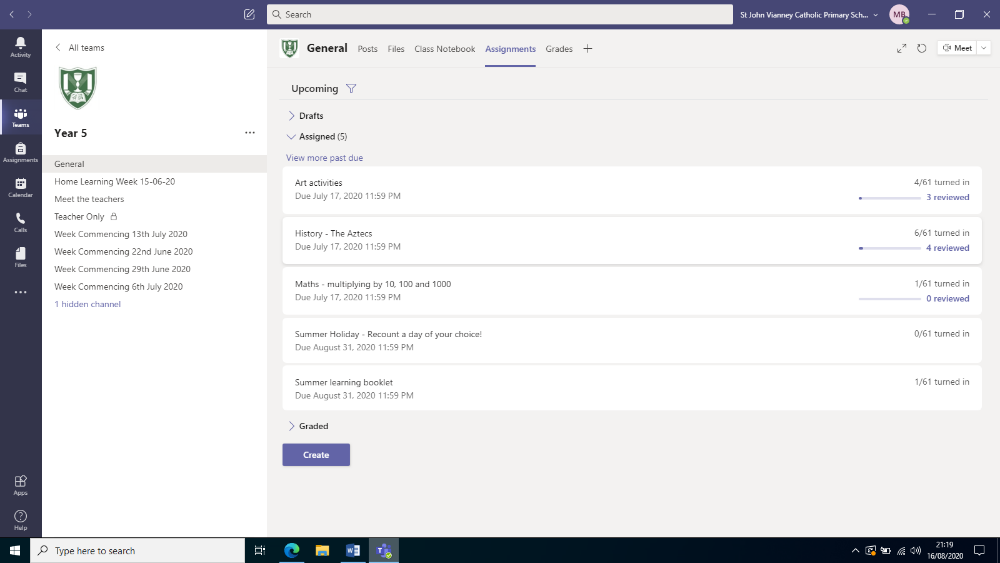 Search
St John Vianney Catholic Primary Sch...
MB
Activity
Chat
Teams
Assignments
Calendar
Calls
Files
Apps
Help
All teams
Year 5
General
Home Learning Week 15-06-20
Meet the teachers
Teacher Only
Week Commencing 13th July 2020
Week Commencing 22nd June 2020
Week Commencing 29th June 2020
Week Commencing 6th July 2020
1 hidden channel
General Posts Files Class Notebook Assignments Grades
Meet
Upcoming
Drafts
Assigned (5)
View more past due
Art activities 4/61 turned in
Due July 17, 2020 11:59 PM 3 reviewed
History - The Aztecs 6/61 turned in
Due July 17, 2020 11:59 PM 4 reviewed
Maths - multiplying by 10, 100 and 1000 1/61 turned in
Due July 17, 2020 11:59 PM 0 reviewed
Summer Holiday - Recount a day of your choice! 0/61 turned in
Due August 31, 2020 11:59 PM
Summer learning booklet 1/61 turned in
Due August 31, 2020 11:59 PM
Graded
Create
Type here to search
21:19
16/08/2020